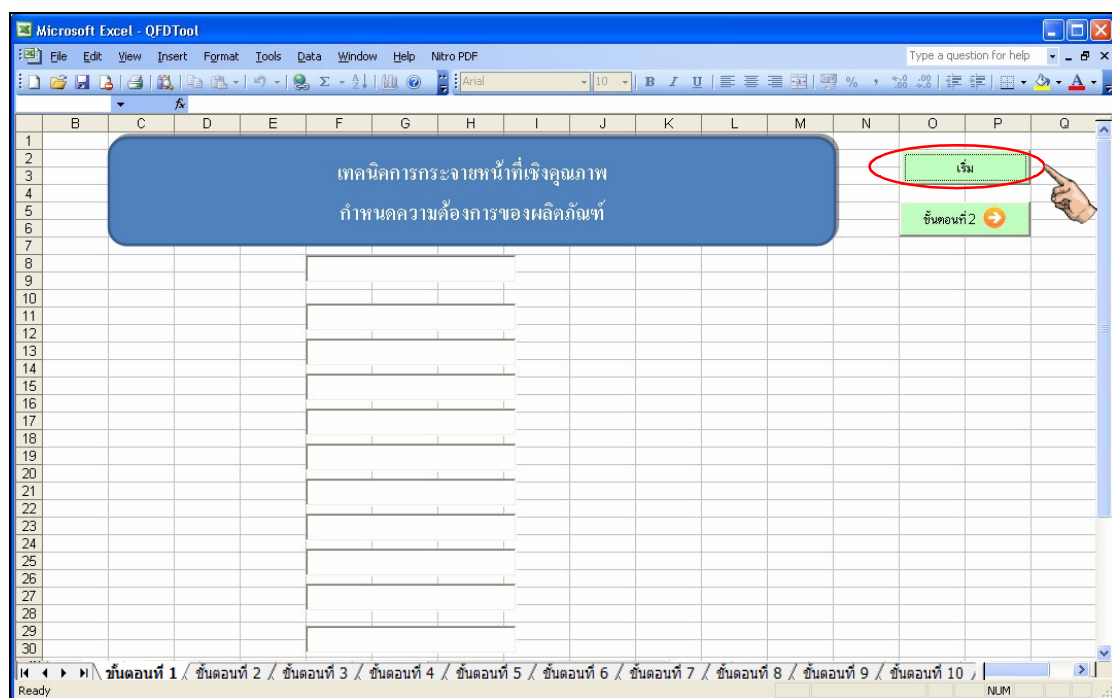 Microsoft Excel - QFDTool
File Edit View Insert Format Tools Data Window Help Nitro PDF
Type a question for help
Arial 10 B I U
fx
B C D E F G H I J K L M N O P Q
1
2
3
4
5
6
7
8
9
10
11
12
13
14
15
16
17
18
19
20
21
22
23
24
25
26
27
28
29
30
เทคนิคการกระจายหน้าที่เชิงคุณภาพ
กำหนดความต้องการของผลิตภัณฑ์
เริ่ม
ขั้นตอนที่2
ขั้นตอนที่ 1 ขั้นตอนที่ 2 ขั้นตอนที่ 3 ขั้นตอนที่ 4 ขั้นตอนที่ 5 ขั้นตอนที่ 6 ขั้นตอนที่ 7 ขั้นตอนที่ 8 ขั้นตอนที่ 9 ขั้นตอนที่ 10
Ready
NUM